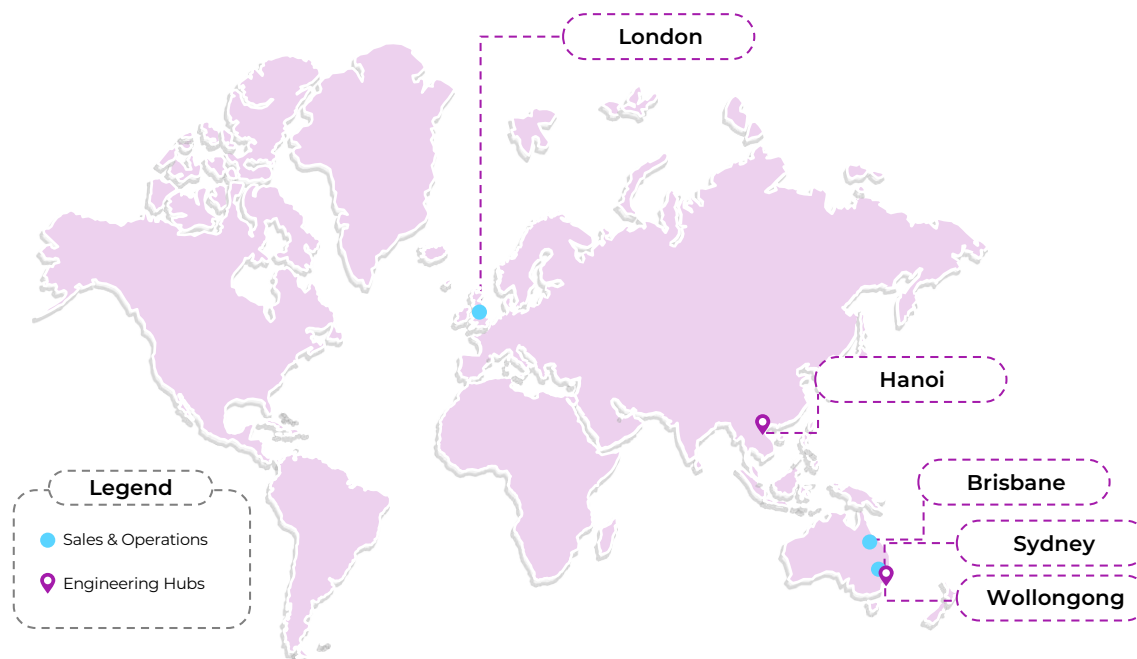 London
Hanoi
Brisbane
Sydney
Wollongong
Legend
Sales & Operations
Engineering Hubs